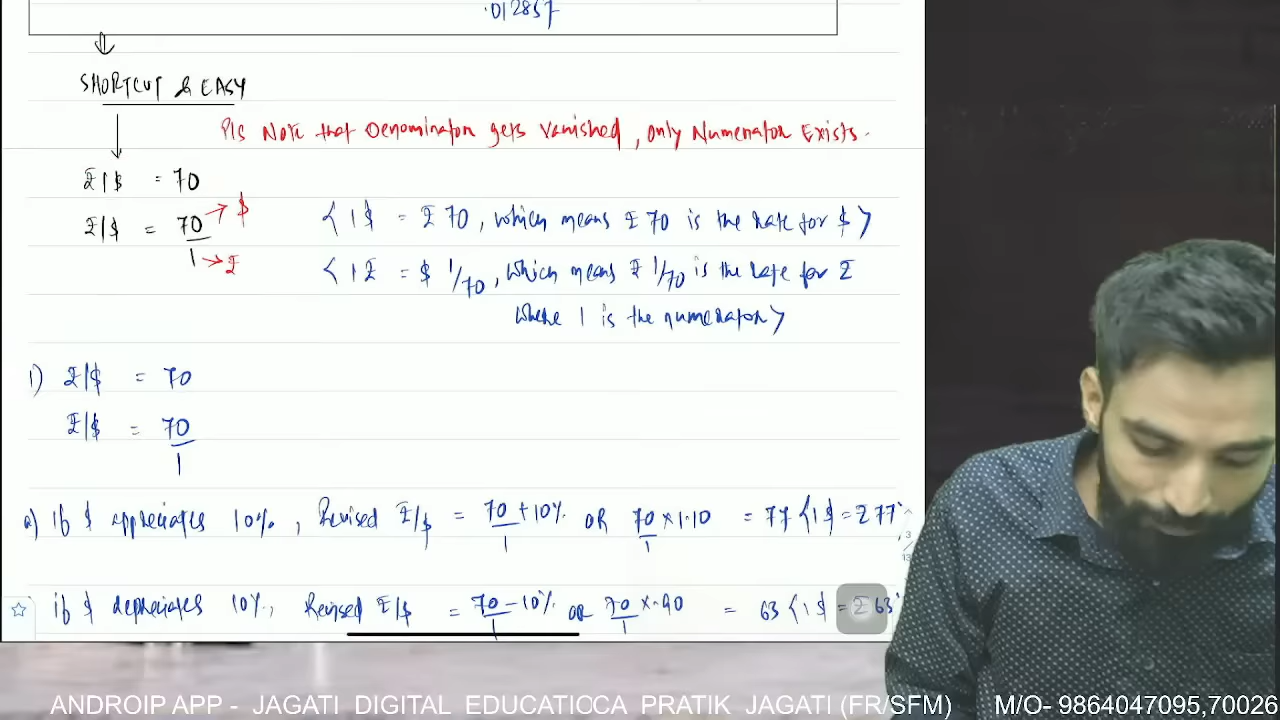 .012857
SHORTCUT & EASY
Pls Note that Denominator gets vanished, only Numerator Exists.
₹/$ = 70
₹/$ = 70/1 → $ → ₹
< 1$ = ₹70, which means ₹70 is the rate for $ >
< 1₹ = $ 1/70, which means ₹ 1/70 is the rate for ₹
where 1 is the numerator >
1) ₹/$ = 70
₹/$ = 70/1
a) if $ appreciates 10%, Revised ₹/$ = 70/1 + 10% OR 70/1 x 1.10 = 77 < 1$ = ₹77
if $ depreciates 10%, Revised ₹/$ = 70/1 - 10% OR 70/1 x .90 = 63 < 1$ = ₹63
ANDROIP APP - JAGATI DIGITAL EDUCATIOCA PRATIK JAGATI (FR/SFM) M/O- 9864047095,70026